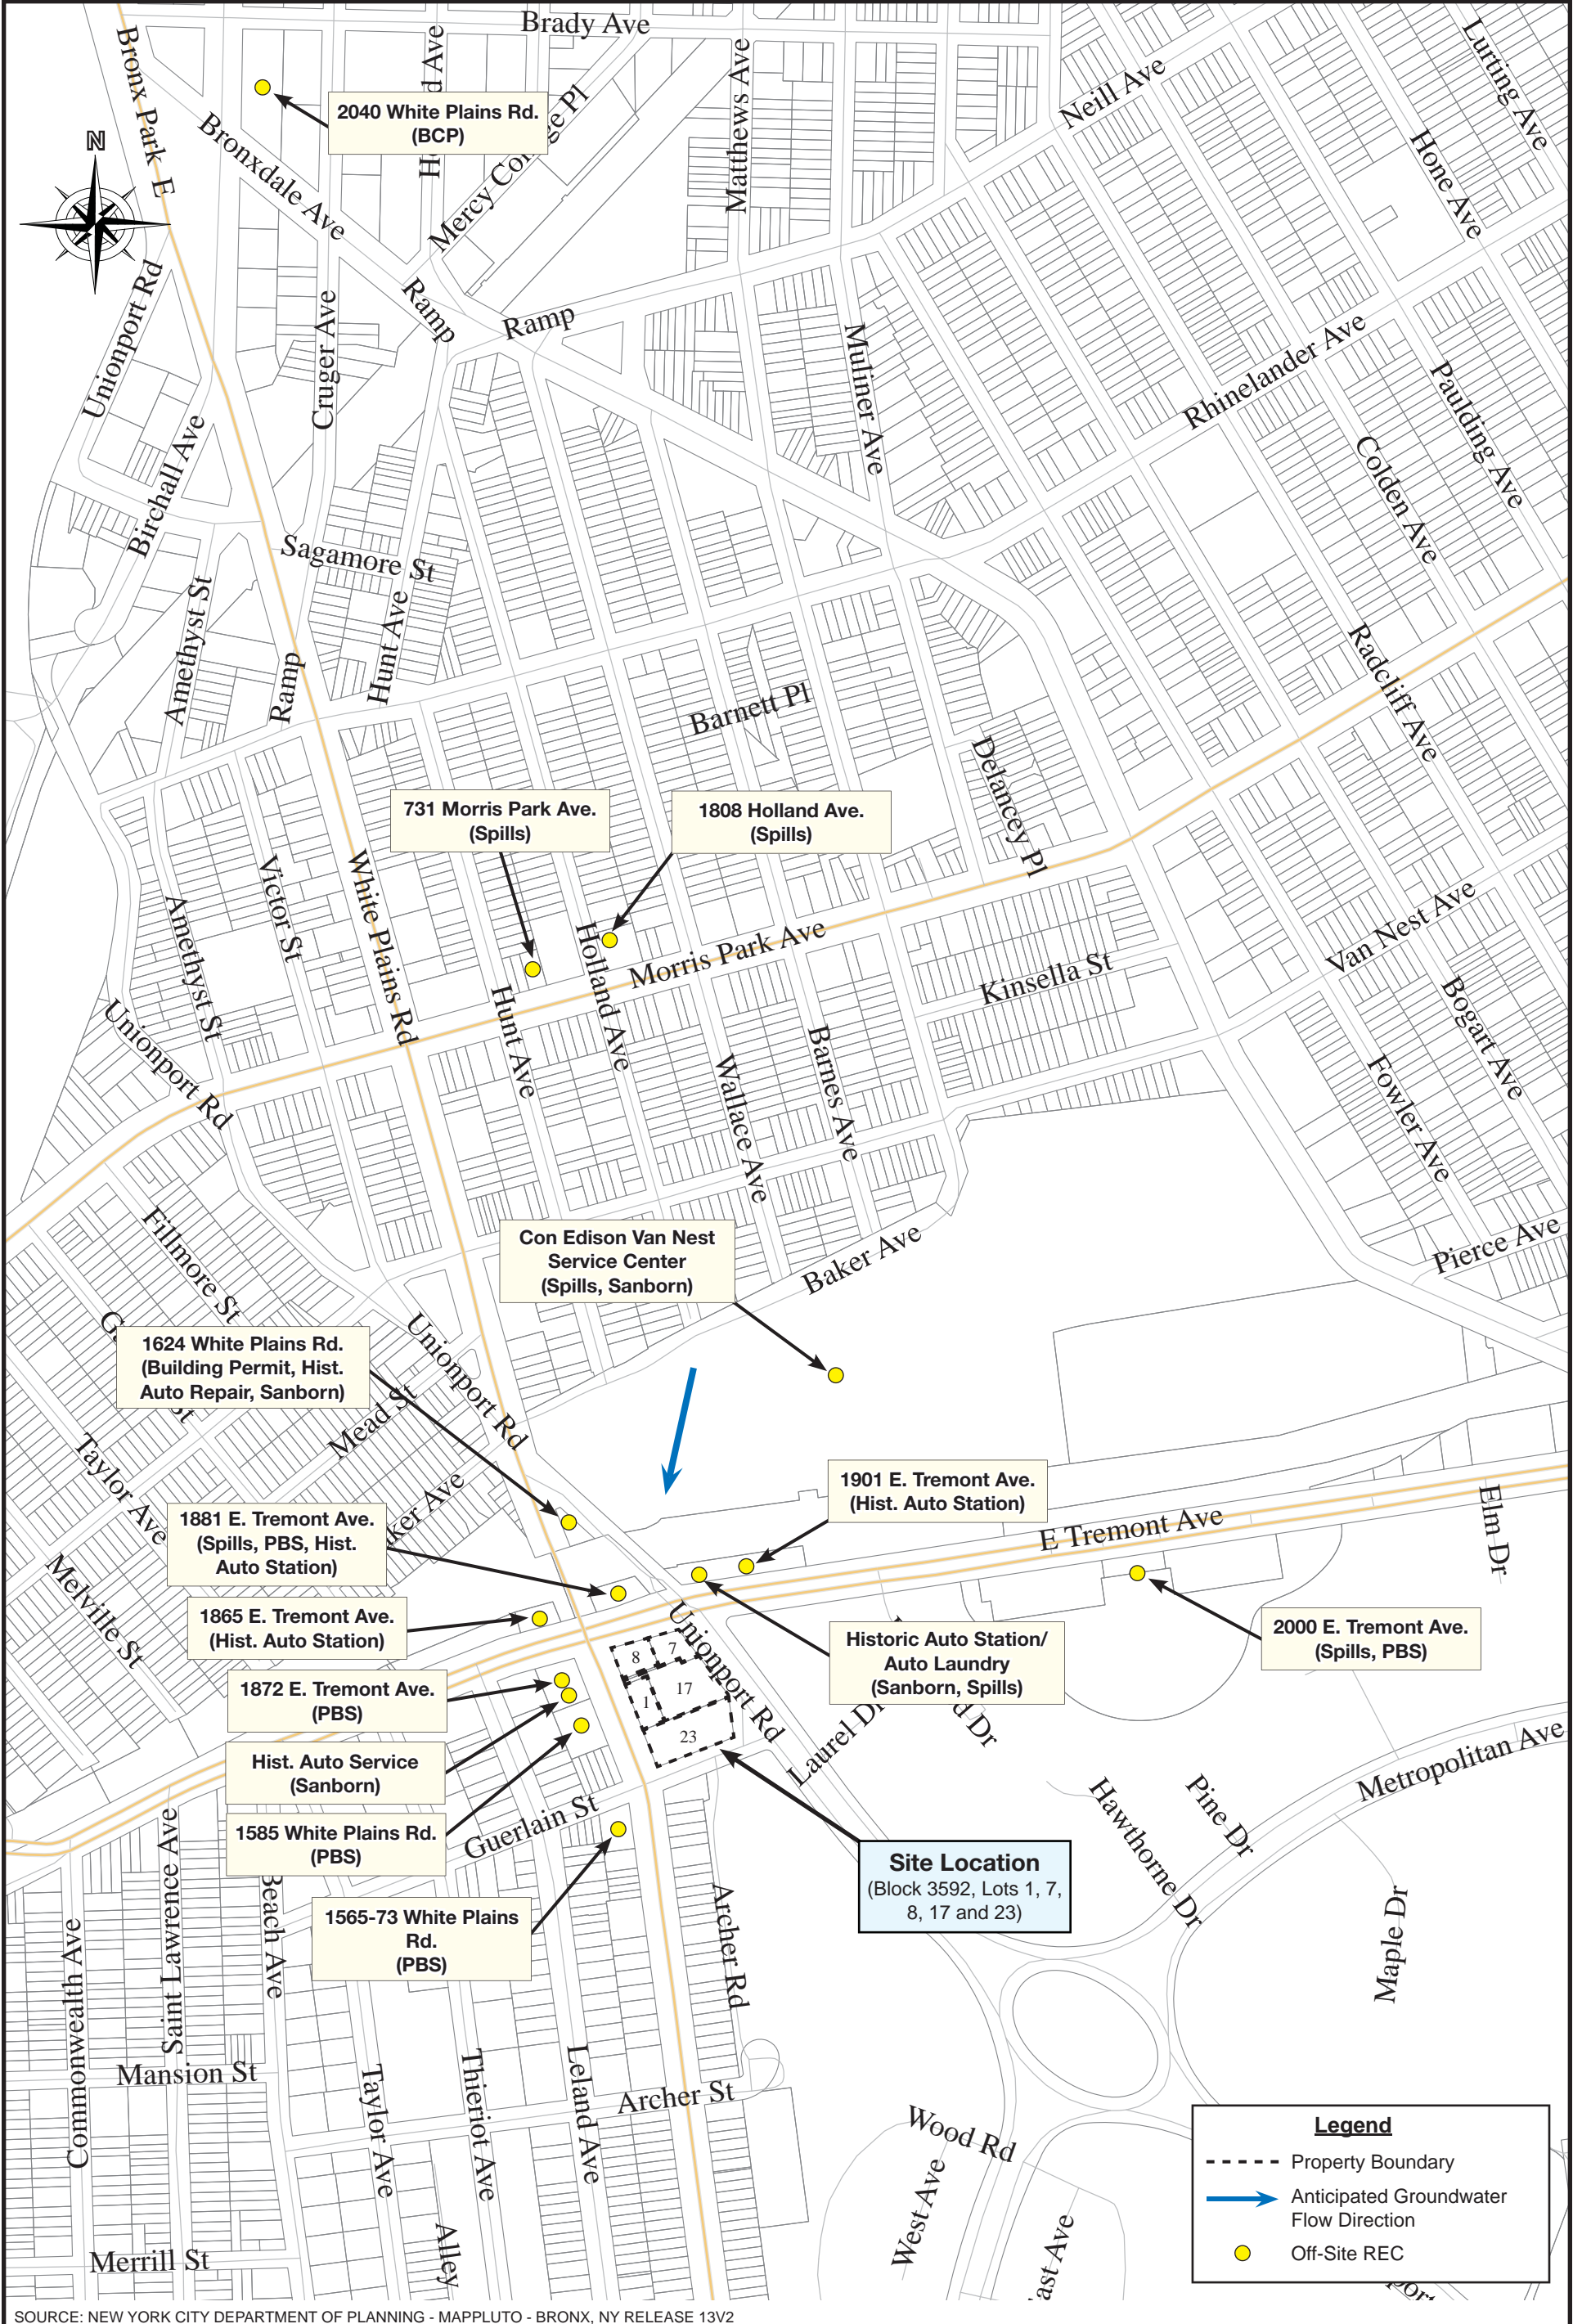 Brady Ave
Bronx Park E
N
2040 White Plains Rd.
(BCP)
Bronxdale Ave
Mercy
Matthews Ave
Neill Ave
Lurting Ave
Hone Ave
Unionport Rd
Cruger Ave
Ramp
Ramp
Muliner Ave
Rhinelander Ave
Paulding Ave
Colden Ave
Birchall Ave
Sagamore St
Amethyst St
Ramp
Hunt Ave
Barnett Pl
Radcliff Ave
Delancey Pl
731 Morris Park Ave.
(Spills)
1808 Holland Ave.
(Spills)
Victor St
White Plains Rd
Amethyst St
Holland Ave
Morris Park Ave
Kinsella St
Van Nest Ave
Bogart Ave
Unionport Rd
Hunt Ave
Wallace Ave
Barnes Ave
Fowler Ave
Pierce Ave
Fillmore St
Con Edison Van Nest
Service Center
(Spills, Sanborn)
Baker Ave
1624 White Plains Rd.
(Building Permit, Hist.
Auto Repair, Sanborn)
St
Unionport Rd
Mead St
Taylor Ave
ker Ave
1901 E. Tremont Ave.
(Hist. Auto Station)
E Tremont Ave
Elm Dr
1881 E. Tremont Ave.
(Spills, PBS, Hist.
Auto Station)
Melville St
1865 E. Tremont Ave.
(Hist. Auto Station)
Historic Auto Station/
Auto Laundry
(Sanborn, Spills)
2000 E. Tremont Ave.
(Spills, PBS)
8
7
1
17
23
Unionport Rd
1872 E. Tremont Ave.
(PBS)
Hist. Auto Service
(Sanborn)
1585 White Plains Rd.
(PBS)
Laurel Dr
d Dr
Guerlain St
Metropolitan Ave
Pine Dr
Hawthorne Dr
Maple Dr
Site Location
(Block 3592, Lots 1, 7,
8, 17 and 23)
1565-73 White Plains
Rd.
(PBS)
Commonwealth Ave
Saint Lawrence Ave
Beach Ave
Archer Rd
Mansion St
Taylor Ave
Thieriot Ave
Leland Ave
Archer St
Wood Rd
West Ave
ast Ave
Alley
Merrill St
Legend
Property Boundary
Anticipated Groundwater
Flow Direction
Off-Site REC
SOURCE: NEW YORK CITY DEPARTMENT OF PLANNING - MAPPLUTO - BRONX, NY RELEASE 13V2